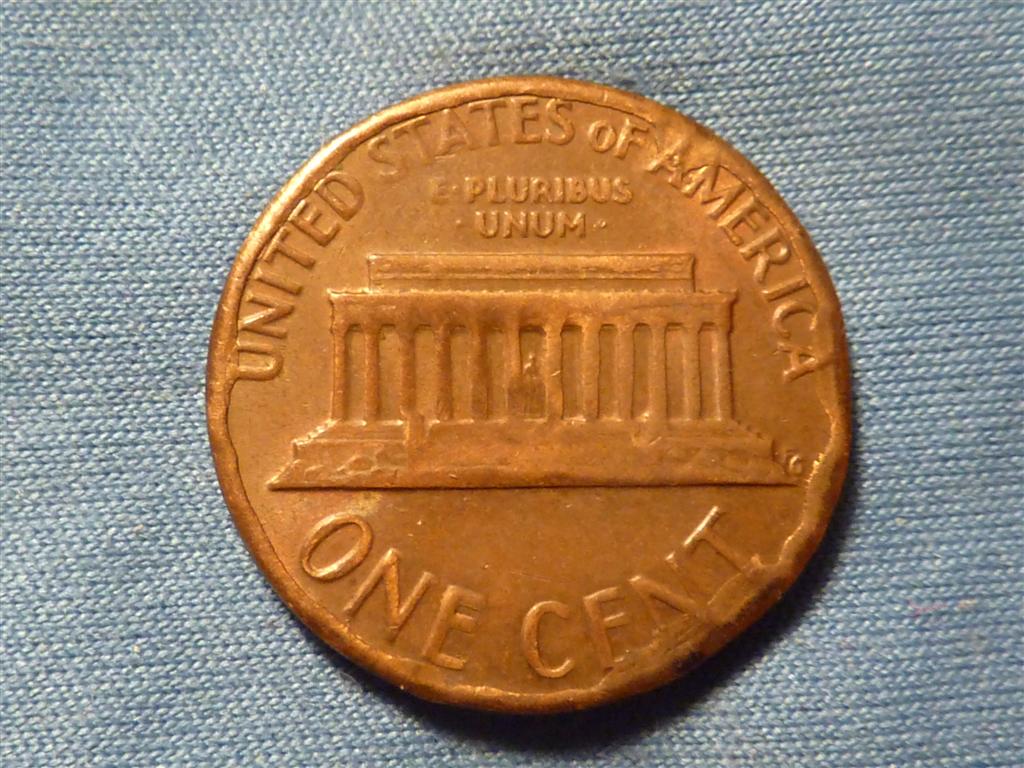 UNITED STATES OF AMERICA
E·PLURIBUS
·UNUM·
G
ONE CENT